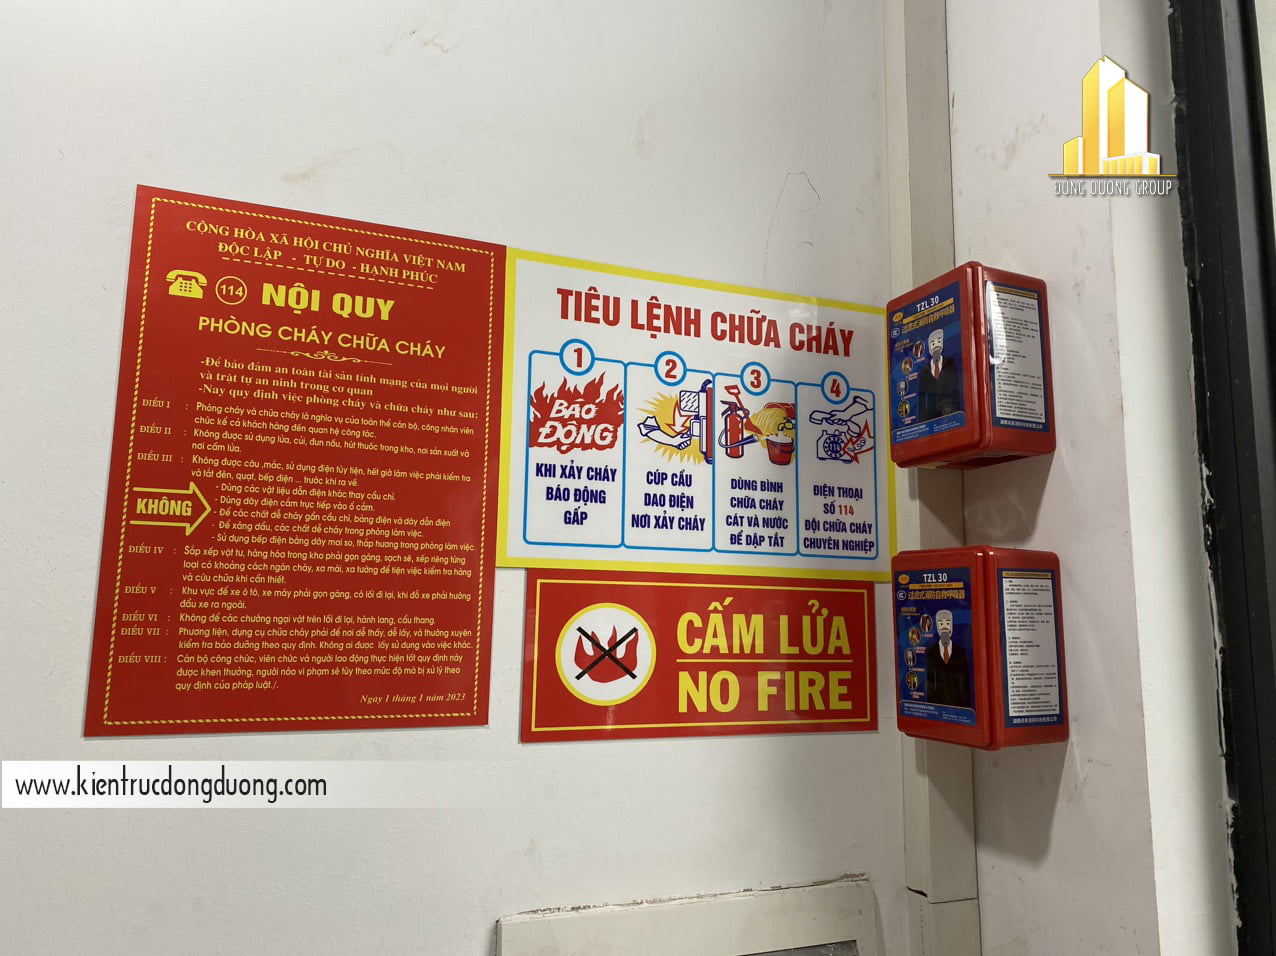 CỘNG HÒA XÃ HỘI CHỦ NGHĨA VIỆT NAM
ĐỘC LẬP - TỰ DO - HẠNH PHÚC
114
NỘI QUY
PHÒNG CHÁY CHỮA CHÁY
-Để bảo đảm an toàn tài sản tính mạng của mọi người
và trật tự an ninh trong cơ quan
-Nay quy định việc phòng cháy và chữa cháy như sau:
ĐIỀU I : Phòng cháy và chữa cháy là nghĩa vụ của toàn thể cán bộ, công nhân viên
chức kể cả khách hàng đến quan hệ công tác.
ĐIỀU II : Không được sử dụng lửa, củi, đun nấu, hút thuốc trong kho, nơi sản xuất và
nơi cấm lửa.
ĐIỀU III : Không được câu ,mắc, sử dụng điện tùy tiện, hết giờ làm việc phải kiểm tra
và tắt đèn, quạt, bếp điện ... trước khi ra về.
KHÔNG
- Dùng các vật liệu dẫn điện khác thay cầu chì.
- Dùng dây điện cắm trực tiếp vào ổ cắm.
- Để các chất dễ cháy gần cầu chì, bảng điện và dây dẫn điện
- Để xăng dầu, các chất dễ cháy trong phòng làm việc.
- Sử dụng bếp điện bằng dây mai so, thắp hương trong phòng làm việc.
ĐIỀU IV : Sắp xếp vật tư, hàng hóa trong kho phải gọn gàng, sạch sẽ, xếp riêng từng
loại có khoảng cách ngăn cháy, xa mái, xa tường để tiện việc kiểm tra hàng
và cứu chữa khi cần thiết.
ĐIỀU V : Khu vực để xe ô tô, xe máy phải gọn gàng, có lối đi lại, khi đỗ xe phải hướng
đầu xe ra ngoài.
ĐIỀU VI : Không để các chướng ngại vật trên lối đi lại, hành lang, cầu thang.
ĐIỀU VII : Phương tiện, dụng cụ chữa cháy phải để nơi dễ thấy, dễ lấy, và thường xuyên
kiểm tra bảo dưỡng theo quy định. Không ai được lấy sử dụng vào việc khác.
ĐIỀU VIII : Cán bộ công chức, viên chức và người lao động thực hiện tốt quy định này
được khen thưởng, người nào vi phạm sẽ tùy theo mức độ mà bị xử lý theo
quy định của pháp luật./.
Ngày 1 tháng 1 năm 2023
TIÊU LỆNH CHỮA CHÁY
1
BÁO
ĐỘNG
KHI XẢY CHÁY
BÁO ĐỘNG
GẤP
2
CÚP CẦU
DAO ĐIỆN
NƠI XẢY CHÁY
3
DÙNG BÌNH
CHỮA CHÁY
CÁT VÀ NƯỚC
ĐỂ DẬP TẮT
4
ĐIỆN THOẠI
SỐ 114
ĐỘI CHỮA CHÁY
CHUYÊN NGHIỆP
CẤM LỬA
NO FIRE
TZL 30
过滤式消防自救呼吸器
TZL 30
过滤式消防自救呼吸器
ĐÔNG DƯƠNG GROUP
www.kientrucdongduong.com